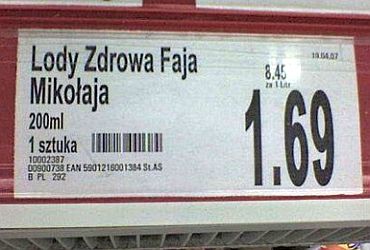 Lody Zdrowa Faja
Mikołaja
200ml
1 sztuka
10002387
D0900738 EAN 5901216001384 St.AS
B PL 292
19.04.07
8.45
za 1 Litr
1.69